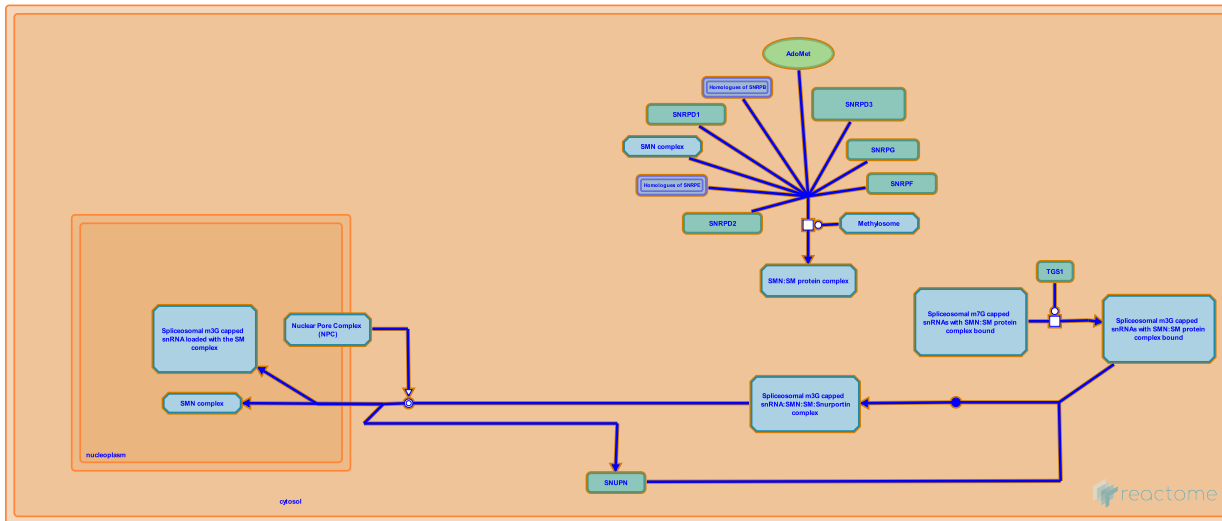 AdoMet
Homologues of SNRPB
SNRPD3
SNRPD1
SMN complex
SNRPG
Homologues of SNRPE
SNRPF
SNRPD2
Methylosome
SMN:SM protein complex
TGS1
Spliceosomal m7G capped
snRNAs with SMN:SM protein
complex bound
Spliceosomal m3G capped
snRNAs with SMN:SM protein
complex bound
Spliceosomal m3G capped
snRNA loaded with the SM
complex
Nuclear Pore Complex
(NPC)
SMN complex
Spliceosomal m3G capped
snRNA:SMN:SM:Snurportin
complex
nucleoplasm
SNUPN
cytosol
reactome